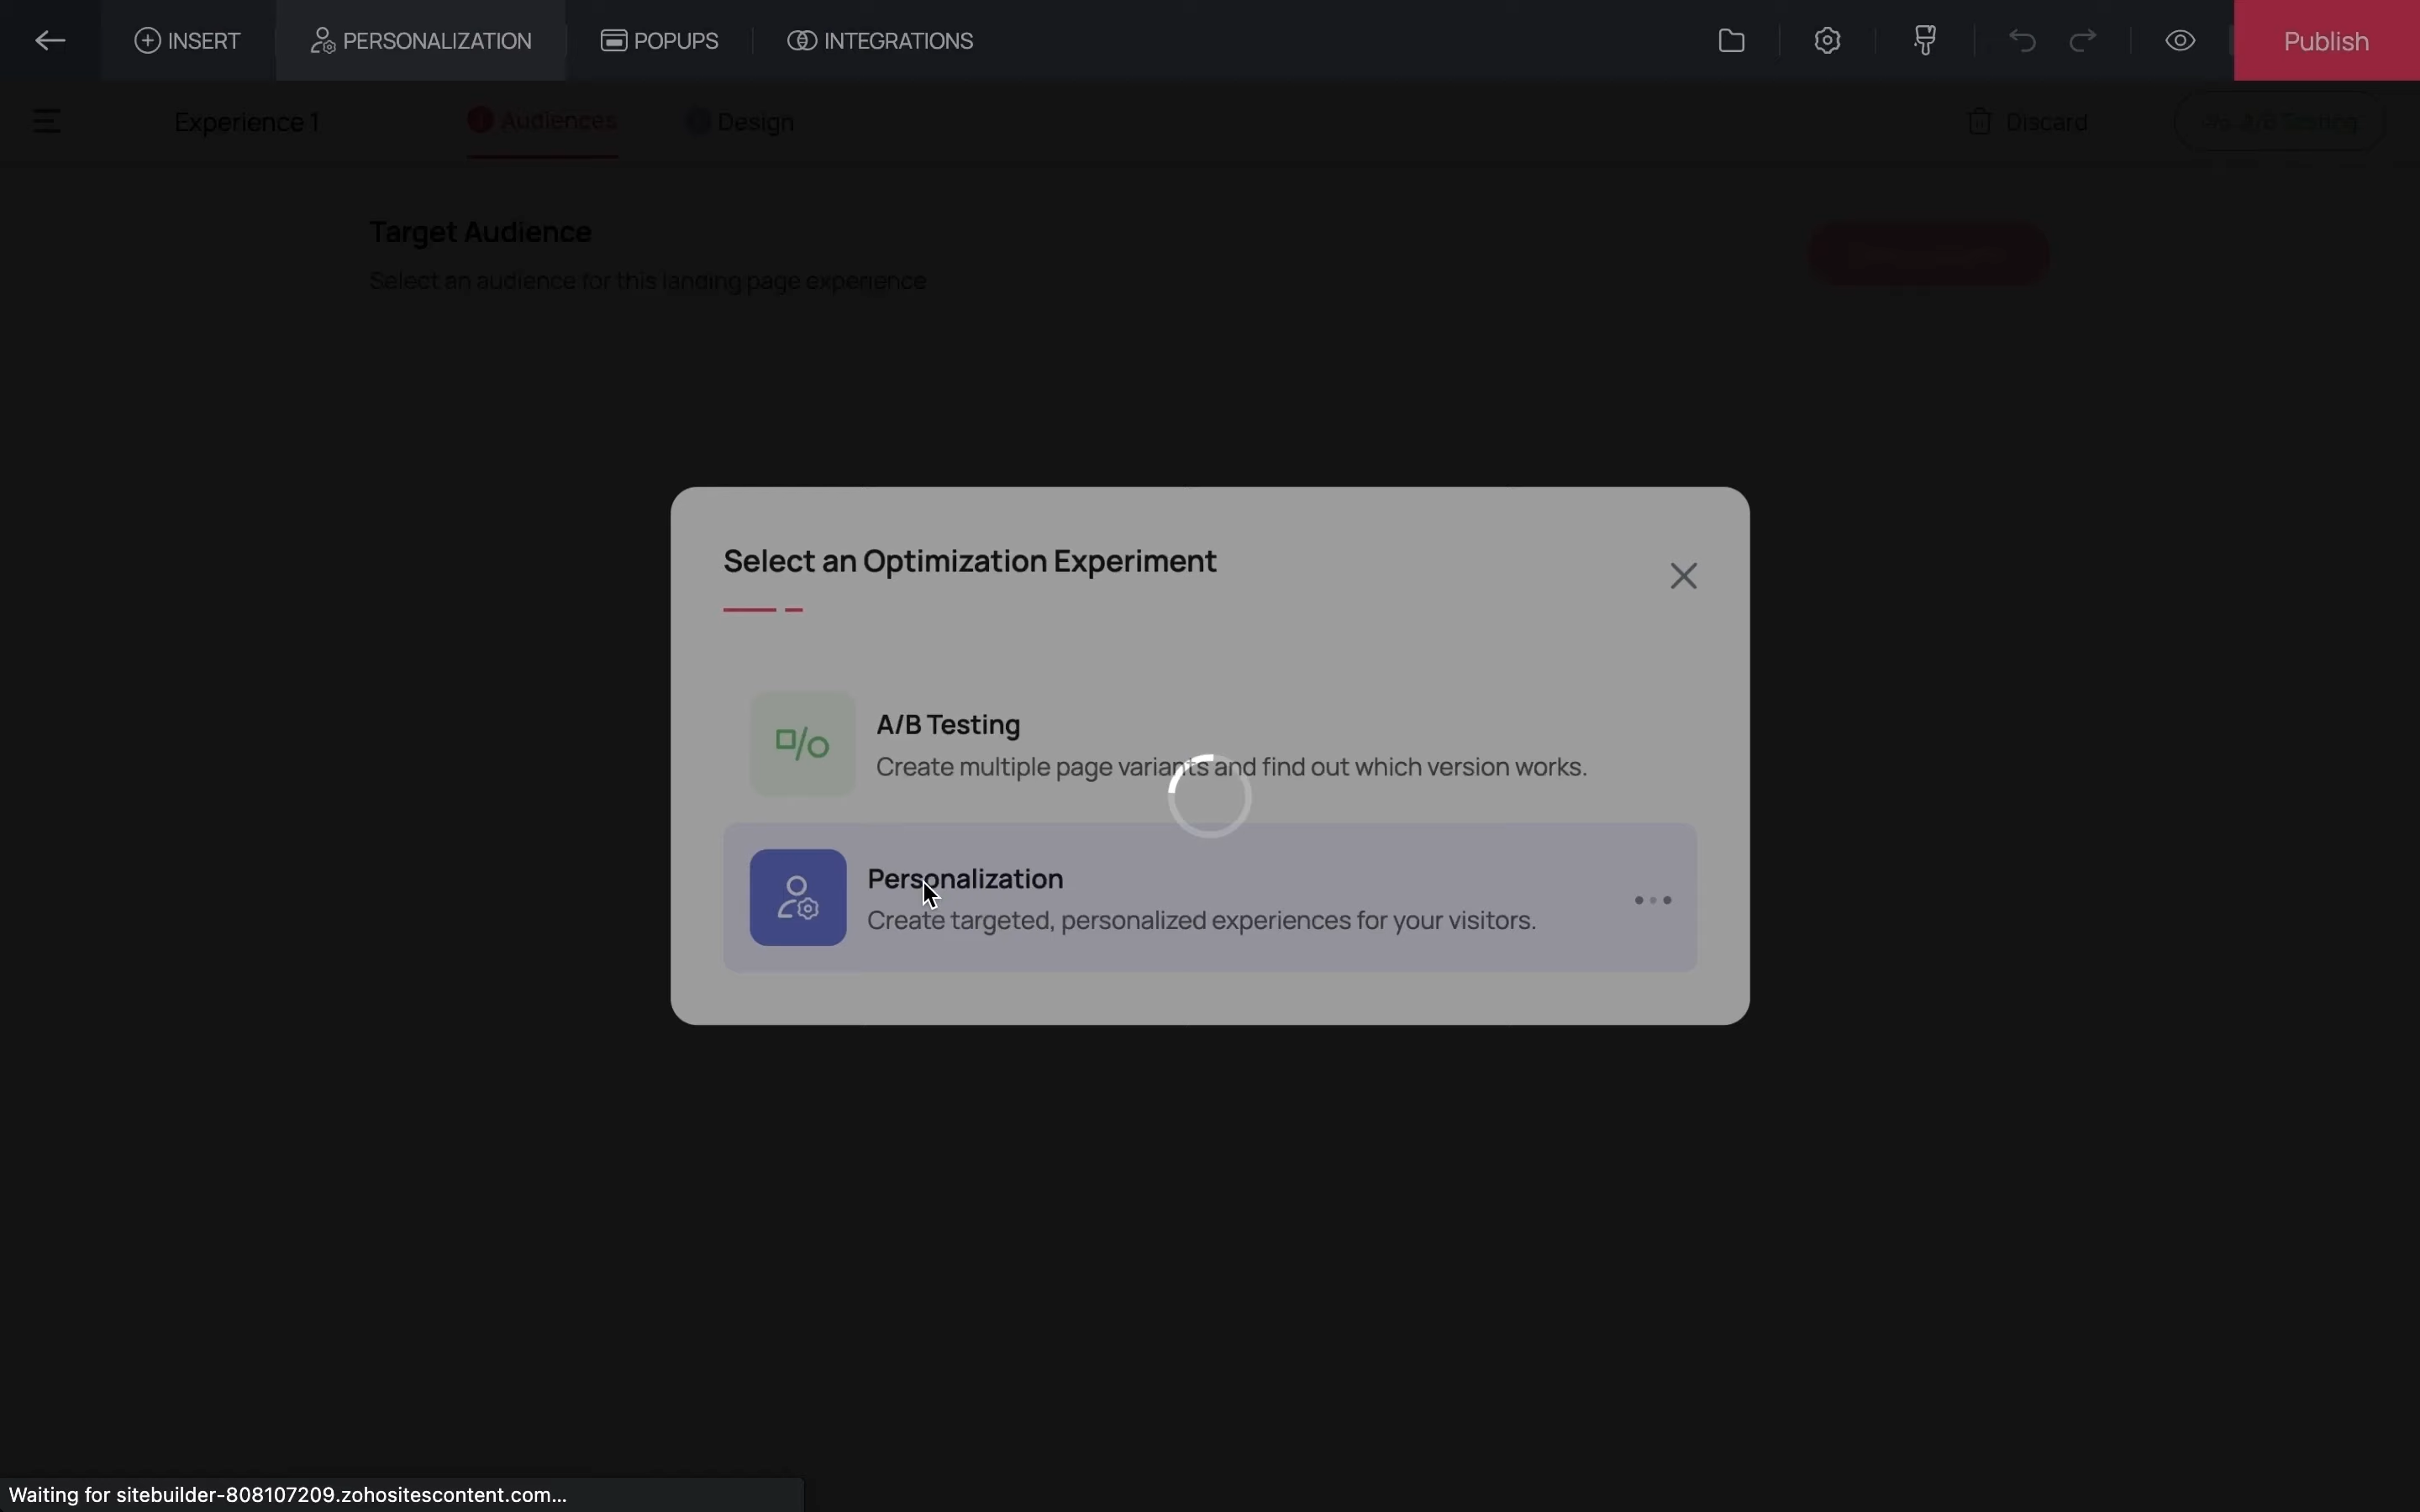 INSERT
PERSONALIZATION
POPUPS
INTEGRATIONS
Publish
Experience 1
Audiences
Design
Discard
A/B Testing
Target Audience
Select an audience for this landing page experience
Select an Optimization Experiment
A/B Testing
Create multiple page variants and find out which version works.
Personalization
Create targeted, personalized experiences for your visitors.
Waiting for sitebuilder-808107209.zohositescontent.com...